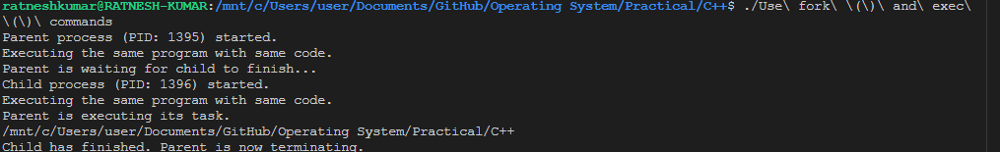 ratneshkumar@RATNESH-KUMAR:/mnt/c/Users/user/Documents/GitHub/Operating System/Practical/C++$ ./Use\ fork\ \(\)\ and\ exec\
\(\)\ commands
Parent process (PID: 1395) started.
Executing the same program with same code.
Parent is waiting for child to finish...
Child process (PID: 1396) started.
Executing the same program with same code.
Parent is executing its task.
/mnt/c/Users/user/Documents/GitHub/Operating System/Practical/C++
Child has finished. Parent is now terminating.